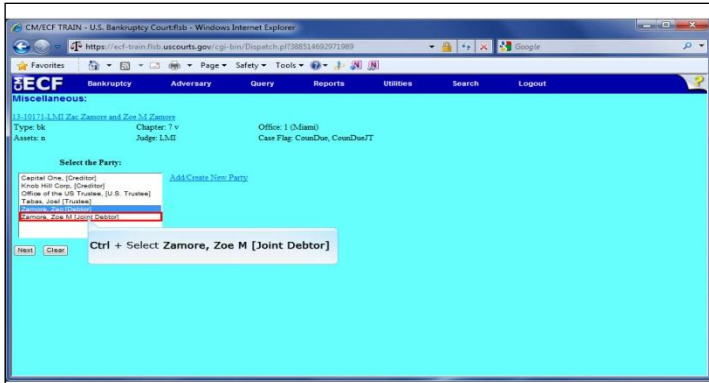 CM/ECF TRAIN - U.S. Bankruptcy Court:flsb - Windows Internet Explorer
https://ecf-train.flsb.uscourts.gov/cgi-bin/Dispatch.pl?388514692971989
Google
Favorites Page Safety Tools
ECF Bankruptcy Adversary Query Reports Utilities Search Logout ?
Miscellaneous:
13-10171-LMI Zac Zamore and Zoe M Zamore
Type: bk Chapter: 7 v Office: 1 (Miami)
Assets: n Judge: LMI Case Flag: CounDue, CounDueJT
Select the Party:
Capital One, [Creditor] Add/Create New Party
Knob Hill Corp, [Creditor]
Office of the US Trustee, [U.S. Trustee]
Tabas, Joel [Trustee]
Zamore, Zac [Debtor]
Zamore, Zoe M [Joint Debtor]
Ctrl + Select Zamore, Zoe M [Joint Debtor]
Next Clear